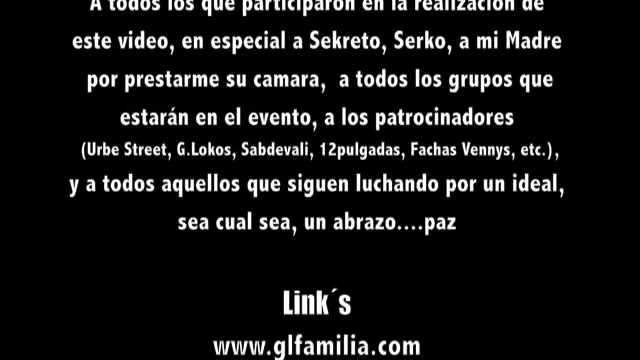 A todos los que participaron en la realización de
este video, en especial a Sekreto, Serko, a mi Madre
por prestarme su camara, a todos los grupos que
estarán en el evento, a los patrocinadores
(Urbe Street, G.Lokos, Sabdevali, 12pulgadas, Fachas Vennys, etc.),
y a todos aquellos que siguen luchando por un ideal,
sea cual sea, un abrazo....paz
Link´s
www.glfamilia.com